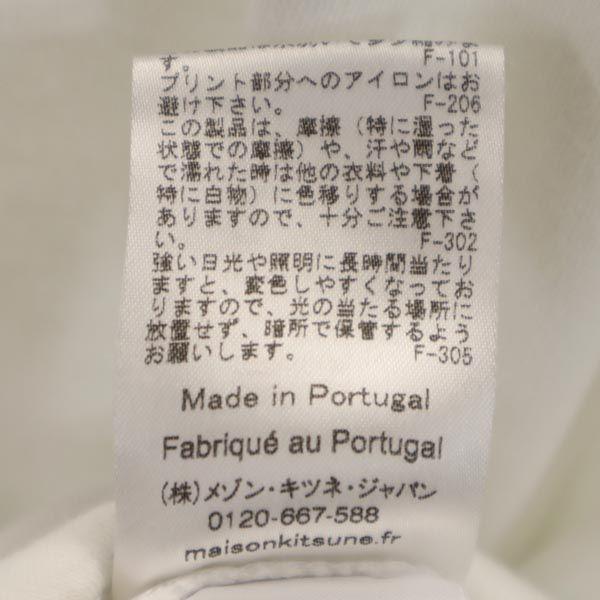 す。 F-101
プリント部分へのアイロンはお
避け下さい。 F-206
この製品は、摩擦(特に湿った
状態での摩擦)や、汗や雨など
で濡れた時は他の衣料や下着(
特に白物)に色移りする場合が
ありますので、十分ご注意下さ
い。 F-302
強い日光や照明に長時間当たり
ますと、変色しやすくなってお
りますので、光の当たる場所に
放置せず、暗所で保管するよう
お願いします。 F-305
Made in Portugal
Fabriqué au Portugal
(株)メゾン・キツネ・ジャパン
0120-667-588
maisonkitsune.fr